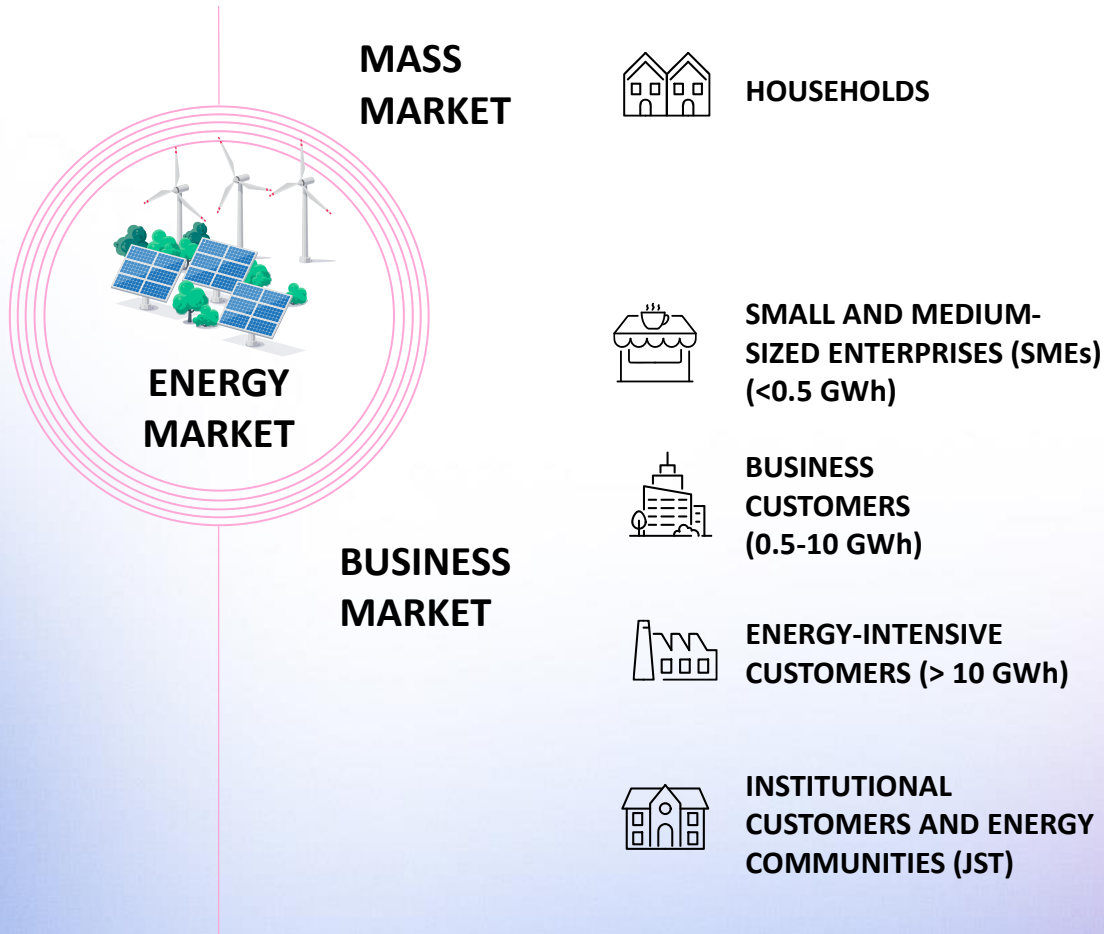 MASS
MARKET
HOUSEHOLDS
ENERGY
MARKET
SMALL AND MEDIUM-
SIZED ENTERPRISES (SMEs)
(<0.5 GWh)
BUSINESS
CUSTOMERS
(0.5-10 GWh)
BUSINESS
MARKET
ENERGY-INTENSIVE
CUSTOMERS (> 10 GWh)
INSTITUTIONAL
CUSTOMERS AND ENERGY
COMMUNITIES (JST)